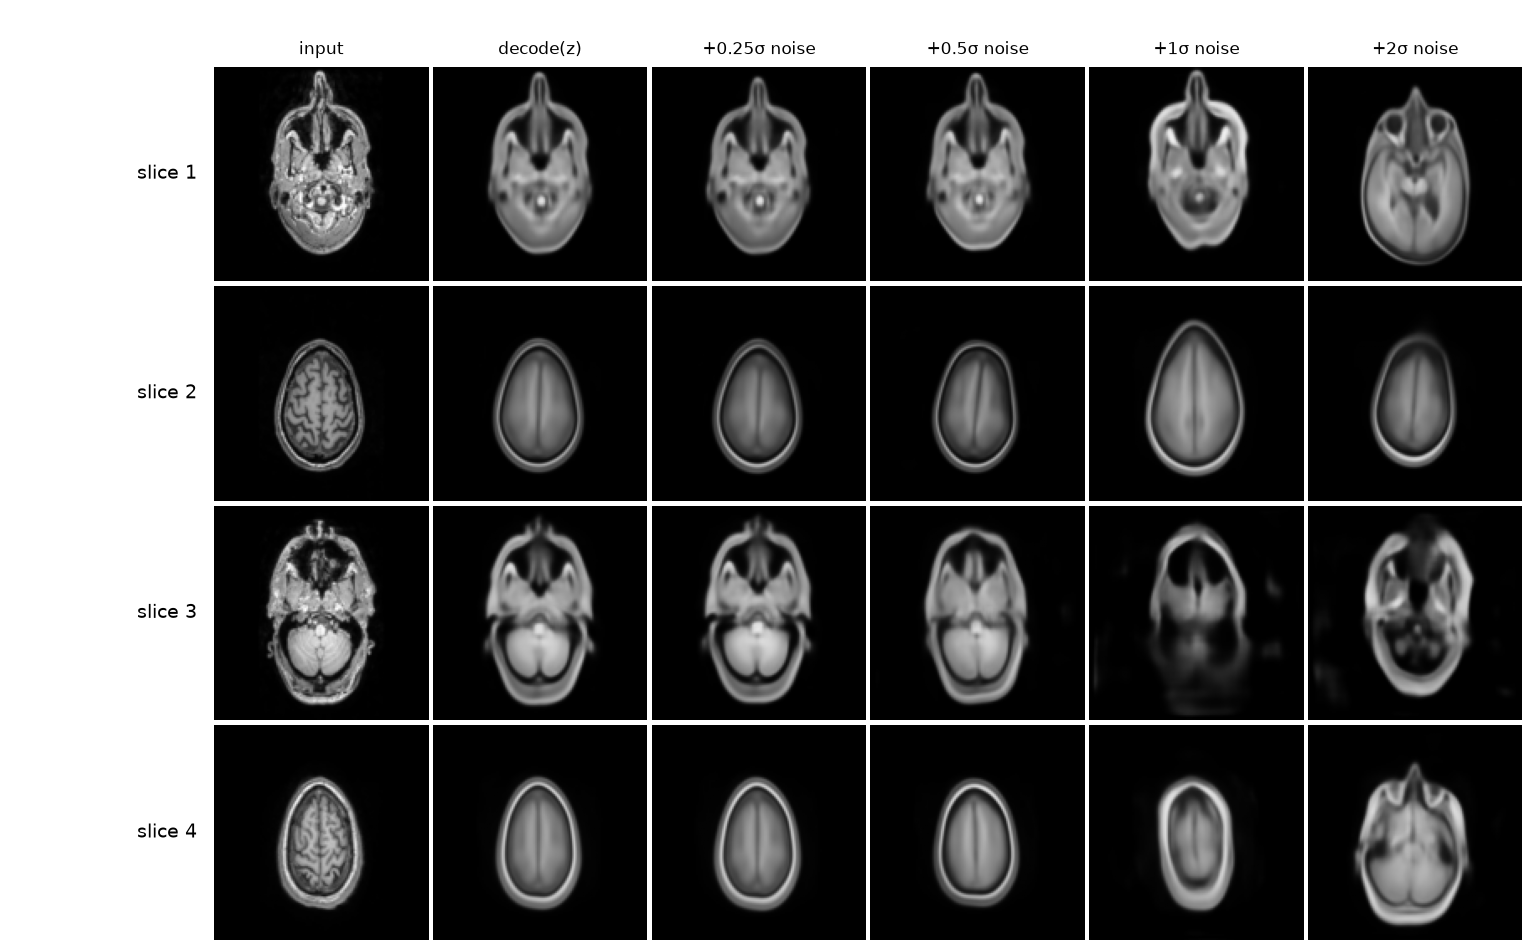 input decode(z) +0.25σ noise +0.5σ noise +1σ noise +2σ noise
slice 1
slice 2
slice 3
slice 4